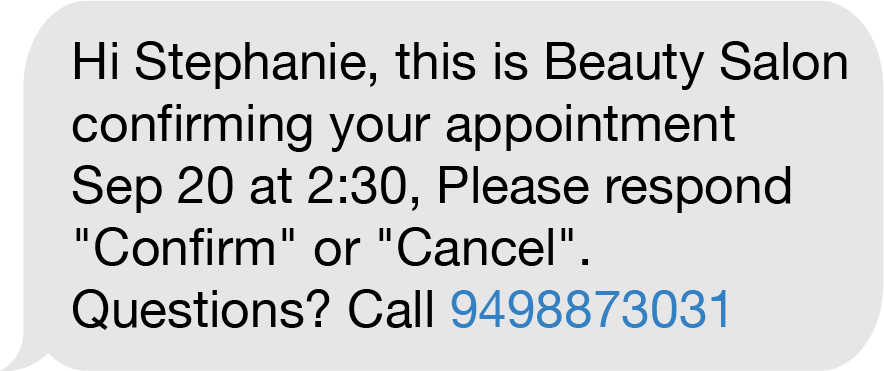 Hi Stephanie, this is Beauty Salon
confirming your appointment
Sep 20 at 2:30, Please respond
"Confirm" or "Cancel".
Questions? Call 9498873031